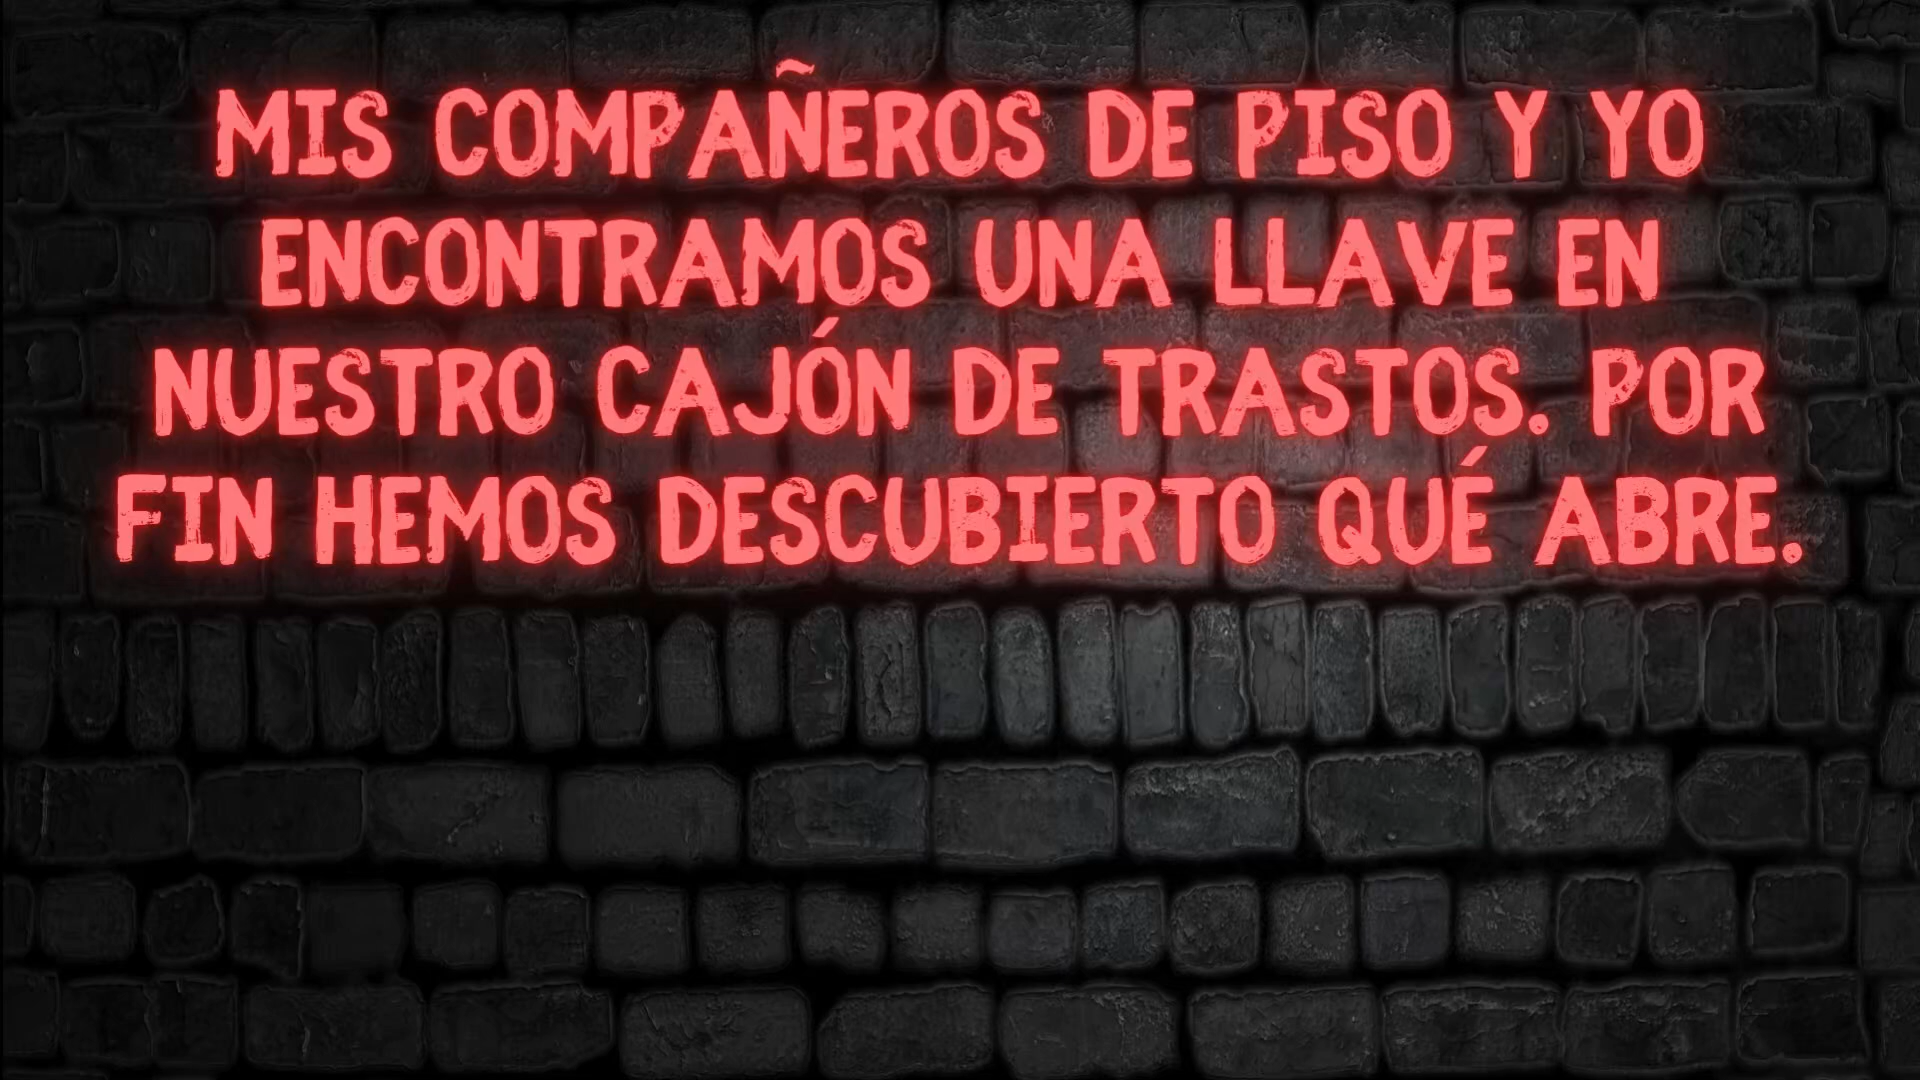 MIS COMPAÑEROS DE PISO Y YO
ENCONTRAMOS UNA LLAVE EN
NUESTRO CAJÓN DE TRASTOS. POR
FIN HEMOS DESCUBIERTO QUÉ ABRE.